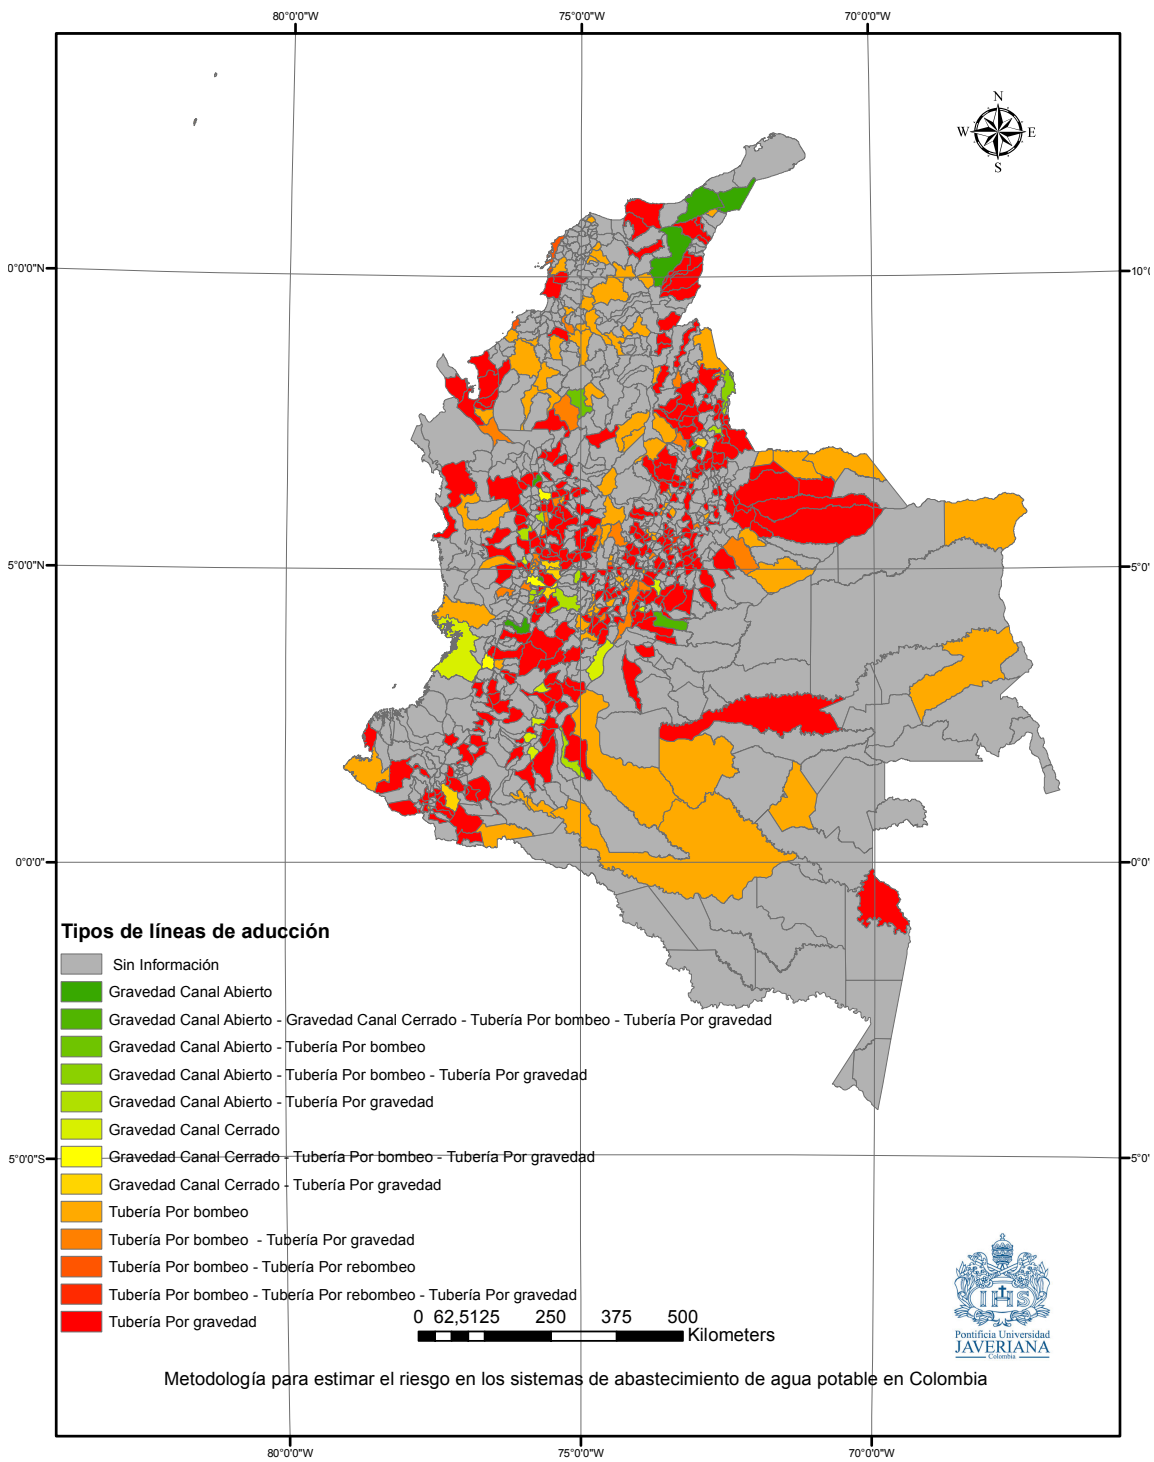 80°0'0"W
75°0'0"W
70°0'0"W
N
W
E
S
0°0'0"N
10°0'
5°0'0"N
5°0'
0°0'0"
0°0'
5°0'0"S
5°0'
Tipos de líneas de aducción
Sin Información
Gravedad Canal Abierto
Gravedad Canal Abierto - Gravedad Canal Cerrado - Tubería Por bombeo - Tubería Por gravedad
Gravedad Canal Abierto - Tubería Por bombeo
Gravedad Canal Abierto - Tubería Por bombeo - Tubería Por gravedad
Gravedad Canal Abierto - Tubería Por gravedad
Gravedad Canal Cerrado
Gravedad Canal Cerrado - Tubería Por bombeo - Tubería Por gravedad
Gravedad Canal Cerrado - Tubería Por gravedad
Tubería Por bombeo
Tubería Por bombeo  - Tubería Por gravedad
Tubería Por bombeo - Tubería Por rebombeo
Tubería Por bombeo - Tubería Por rebombeo - Tubería Por gravedad
Tubería Por gravedad
0 62,5125 250 375 500
Kilometers
IHS
Pontificia Universidad
JAVERIANA
Colombia
Metodología para estimar el riesgo en los sistemas de abastecimiento de agua potable en Colombia
80°0'0"W
75°0'0"W
70°0'0"W